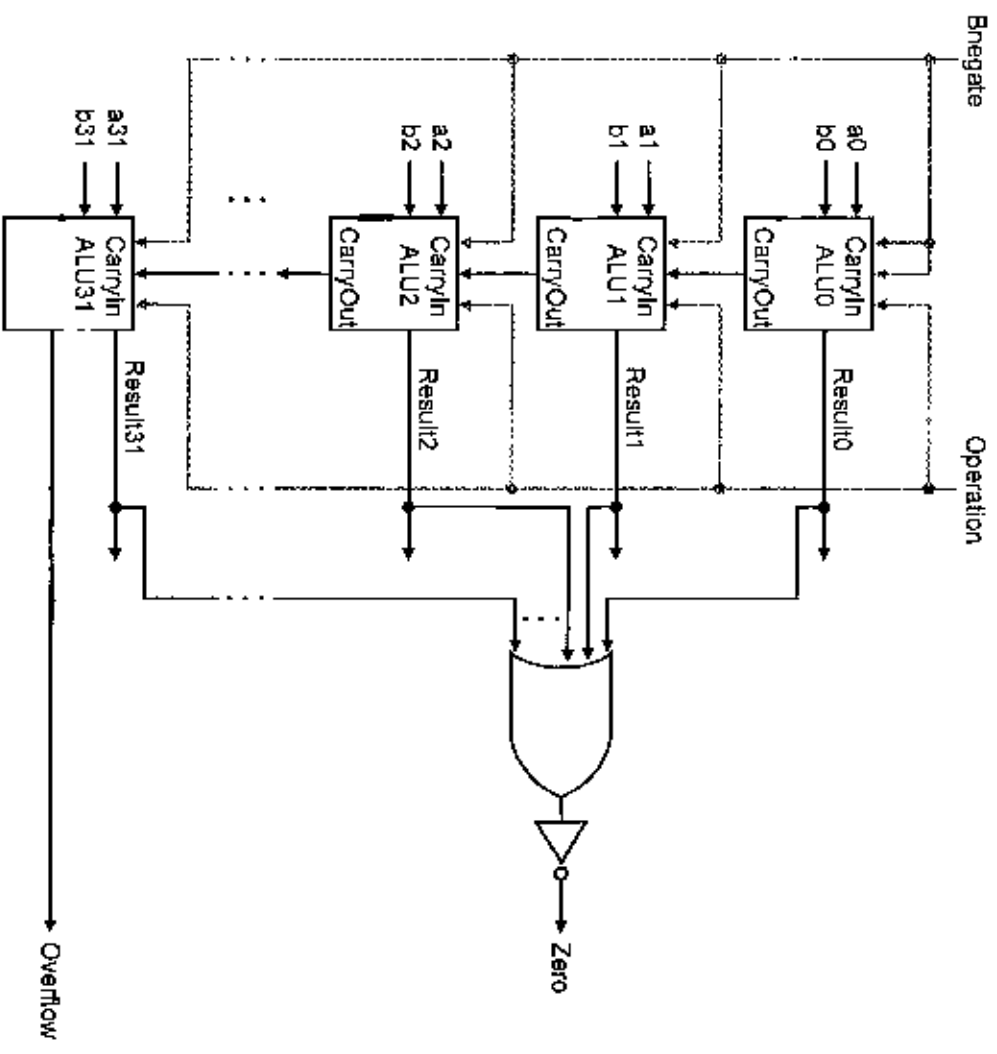 Bnegate
Operation
a0
b0
CarryIn
ALU0
CarryOut
Result0
a1
b1
CarryIn
ALU1
CarryOut
Result1
a2
b2
CarryIn
ALU2
CarryOut
Result2
a31
b31
CarryIn
ALU31
Result31
Zero
Overflow